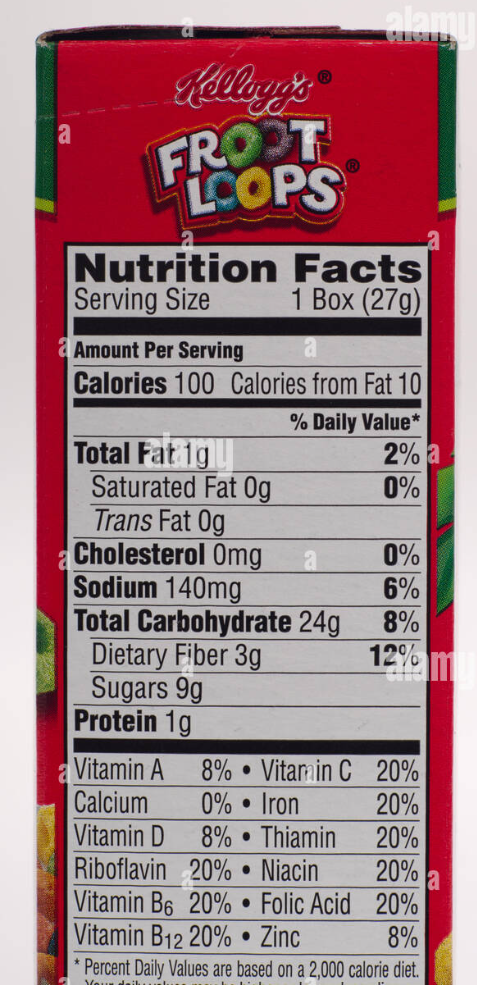 alamy
Kellogg's®
FROOT
LOOPS®
Nutrition Facts
Serving Size 1 Box (27g)
Amount Per Serving
Calories 100 Calories from Fat 10
% Daily Value*
Total Fat 1g 2%
Saturated Fat 0g 0%
Trans Fat 0g
Cholesterol 0mg 0%
Sodium 140mg 6%
Total Carbohydrate 24g 8%
Dietary Fiber 3g 12%
Sugars 9g
Protein 1g
Vitamin A 8% • Vitamin C 20%
Calcium 0% • Iron 20%
Vitamin D 8% • Thiamin 20%
Riboflavin 20% • Niacin 20%
Vitamin B6 20% • Folic Acid 20%
Vitamin B12 20% • Zinc 8%
* Percent Daily Values are based on a 2,000 calorie diet.